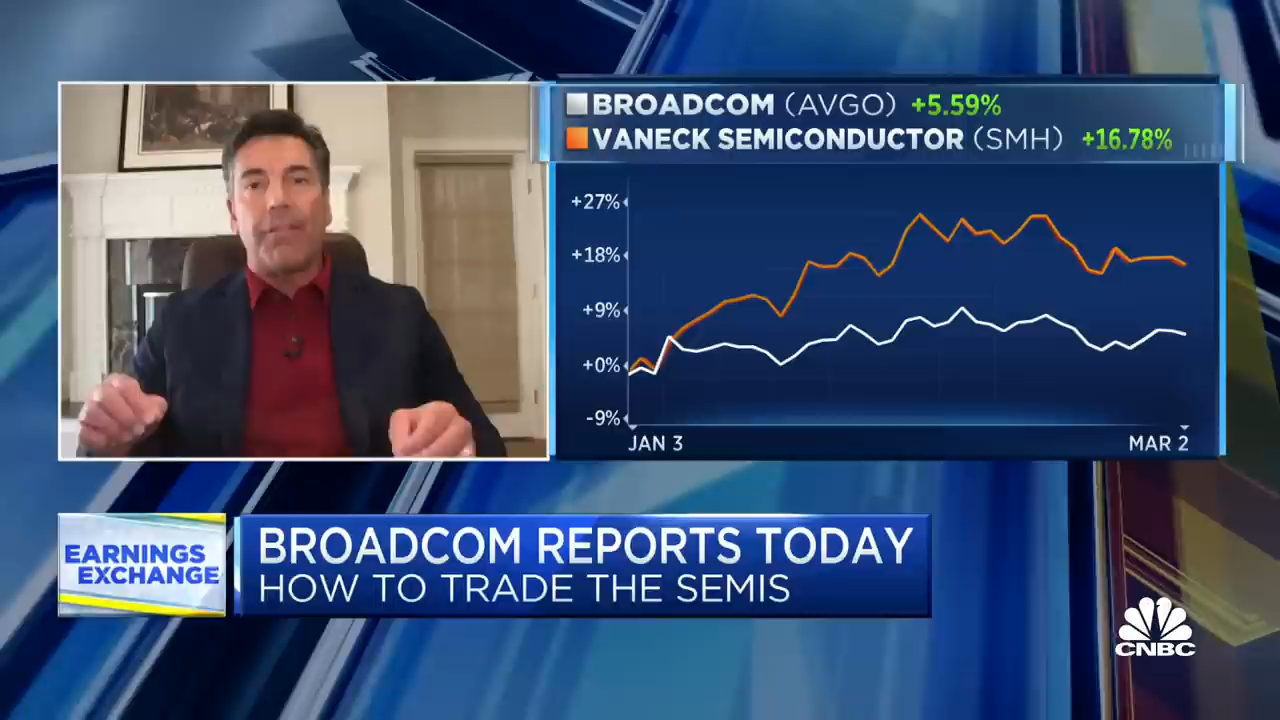 BROADCOM (AVGO) +5.59%
VANECK SEMICONDUCTOR (SMH) +16.78%
+27%
+18%
+9%
+0%
-9%
JAN 3 MAR 2
EARNINGS
EXCHANGE
BROADCOM REPORTS TODAY
HOW TO TRADE THE SEMIS
CNBC